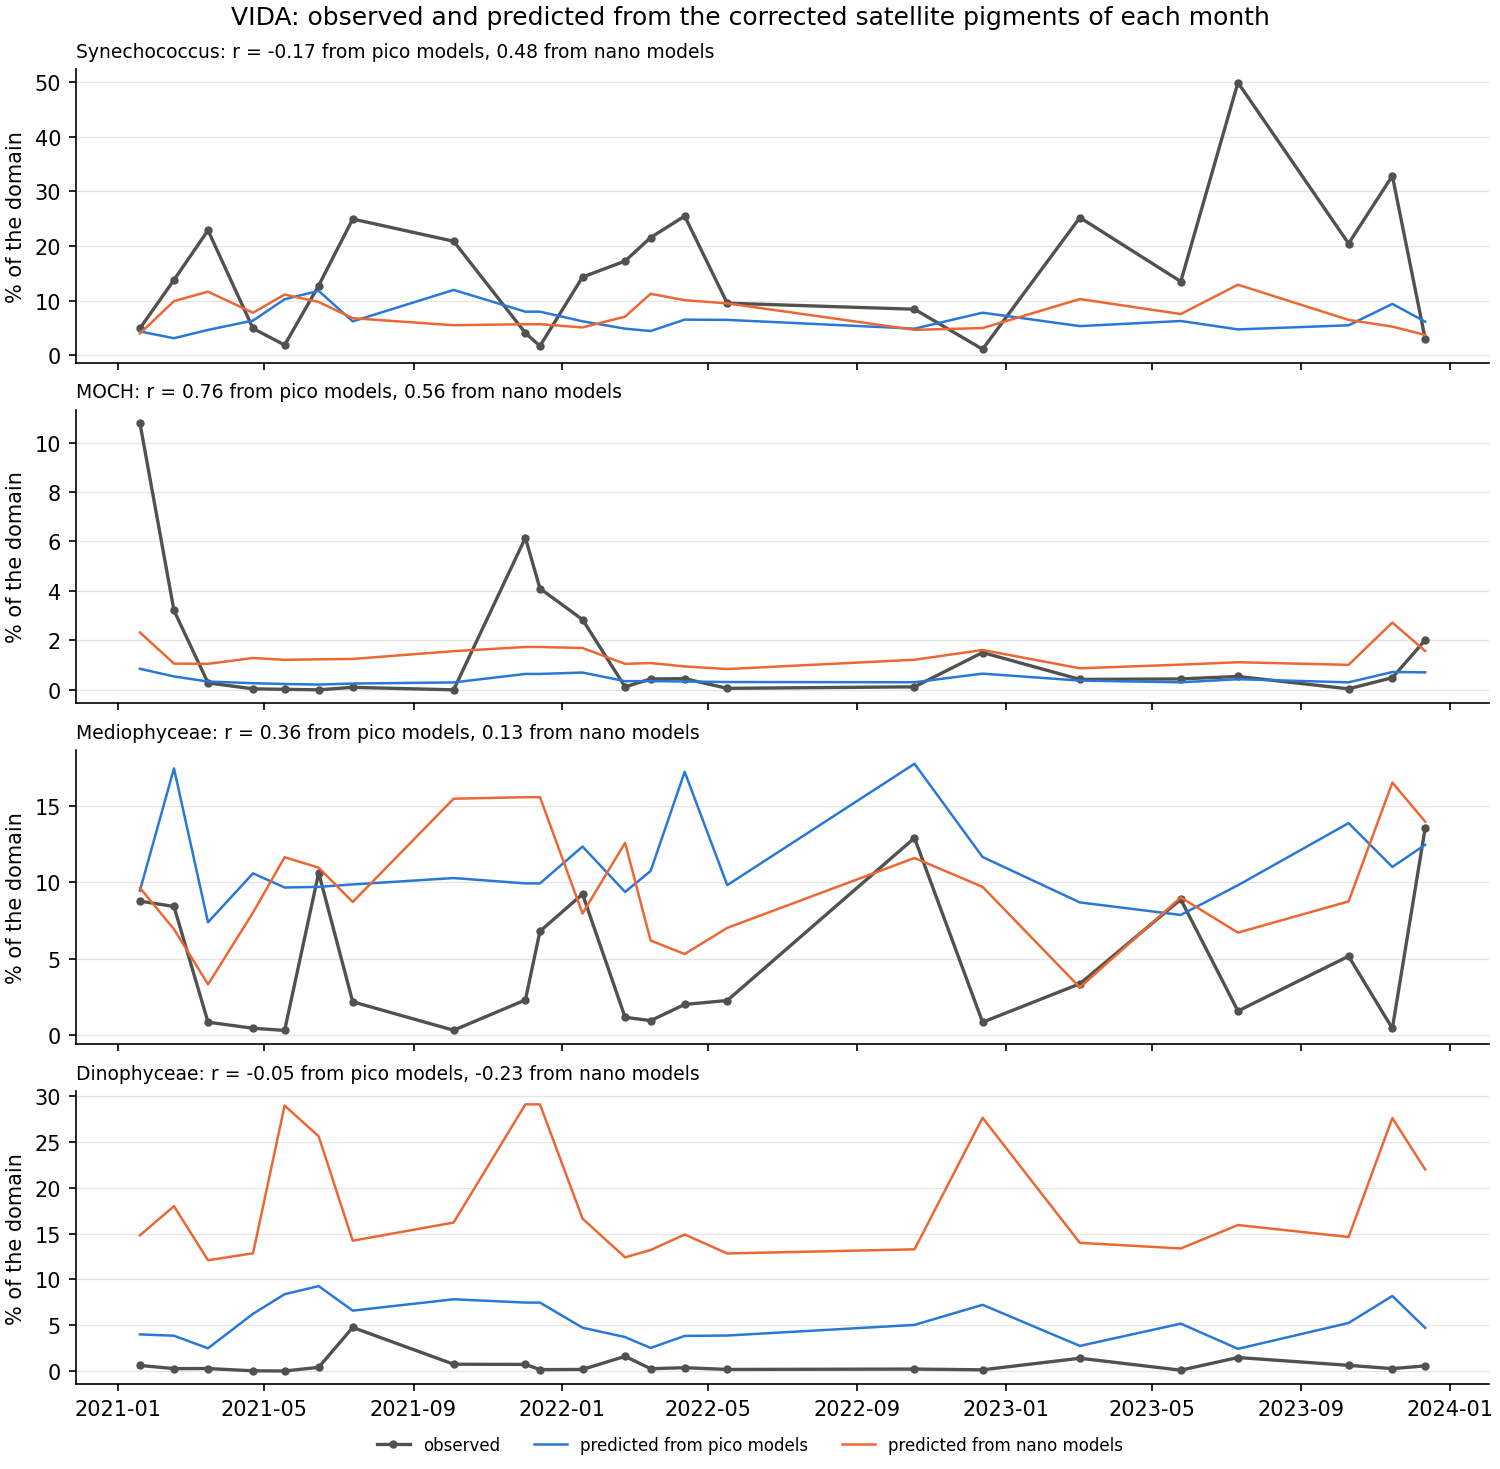 VIDA: observed and predicted from the corrected satellite pigments of each month
Synechococcus: r = -0.17 from pico models, 0.48 from nano models
% of the domain
50
40
30
20
10
0
MOCH: r = 0.76 from pico models, 0.56 from nano models
% of the domain
10
8
6
4
2
0
Mediophyceae: r = 0.36 from pico models, 0.13 from nano models
% of the domain
15
10
5
0
Dinophyceae: r = -0.05 from pico models, -0.23 from nano models
% of the domain
30
25
20
15
10
5
0
2021-01 2021-05 2021-09 2022-01 2022-05 2022-09 2023-01 2023-05 2023-09 2024-01
observed predicted from pico models predicted from nano models